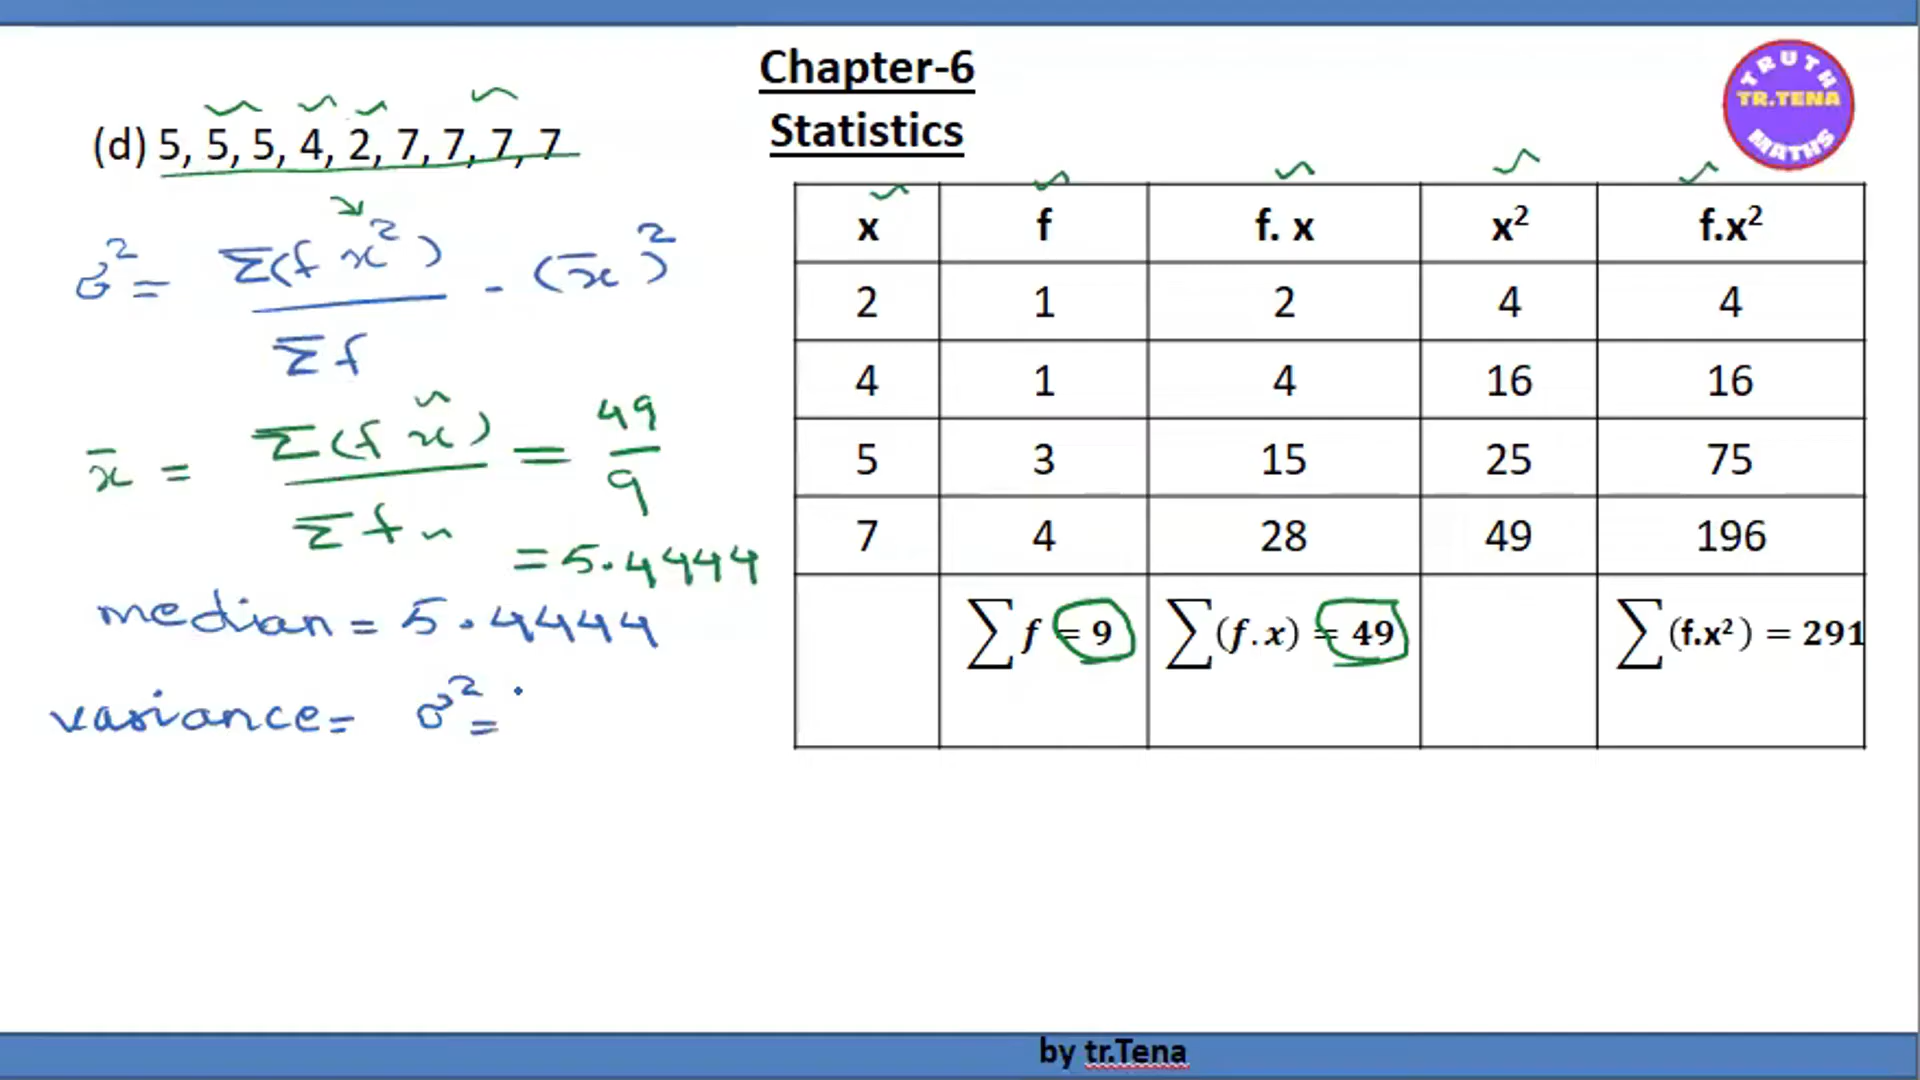 Chapter-6
Statistics
TRUTH
TR.TENA
MATHS
(d) 5, 5, 5, 4, 2, 7, 7, 7, 7
σ² = Σ(f x²) / Σf - (x̄)²
x̄ = Σ(f x) / Σf = 49 / 9
= 5.4444
median = 5.4444
variance = σ² =
x f f. x x² f.x²
2 1 2 4 4
4 1 4 16 16
5 3 15 25 75
7 4 28 49 196
∑f = 9 ∑(f.x) = 49 ∑(f.x²) = 291
by tr.Tena